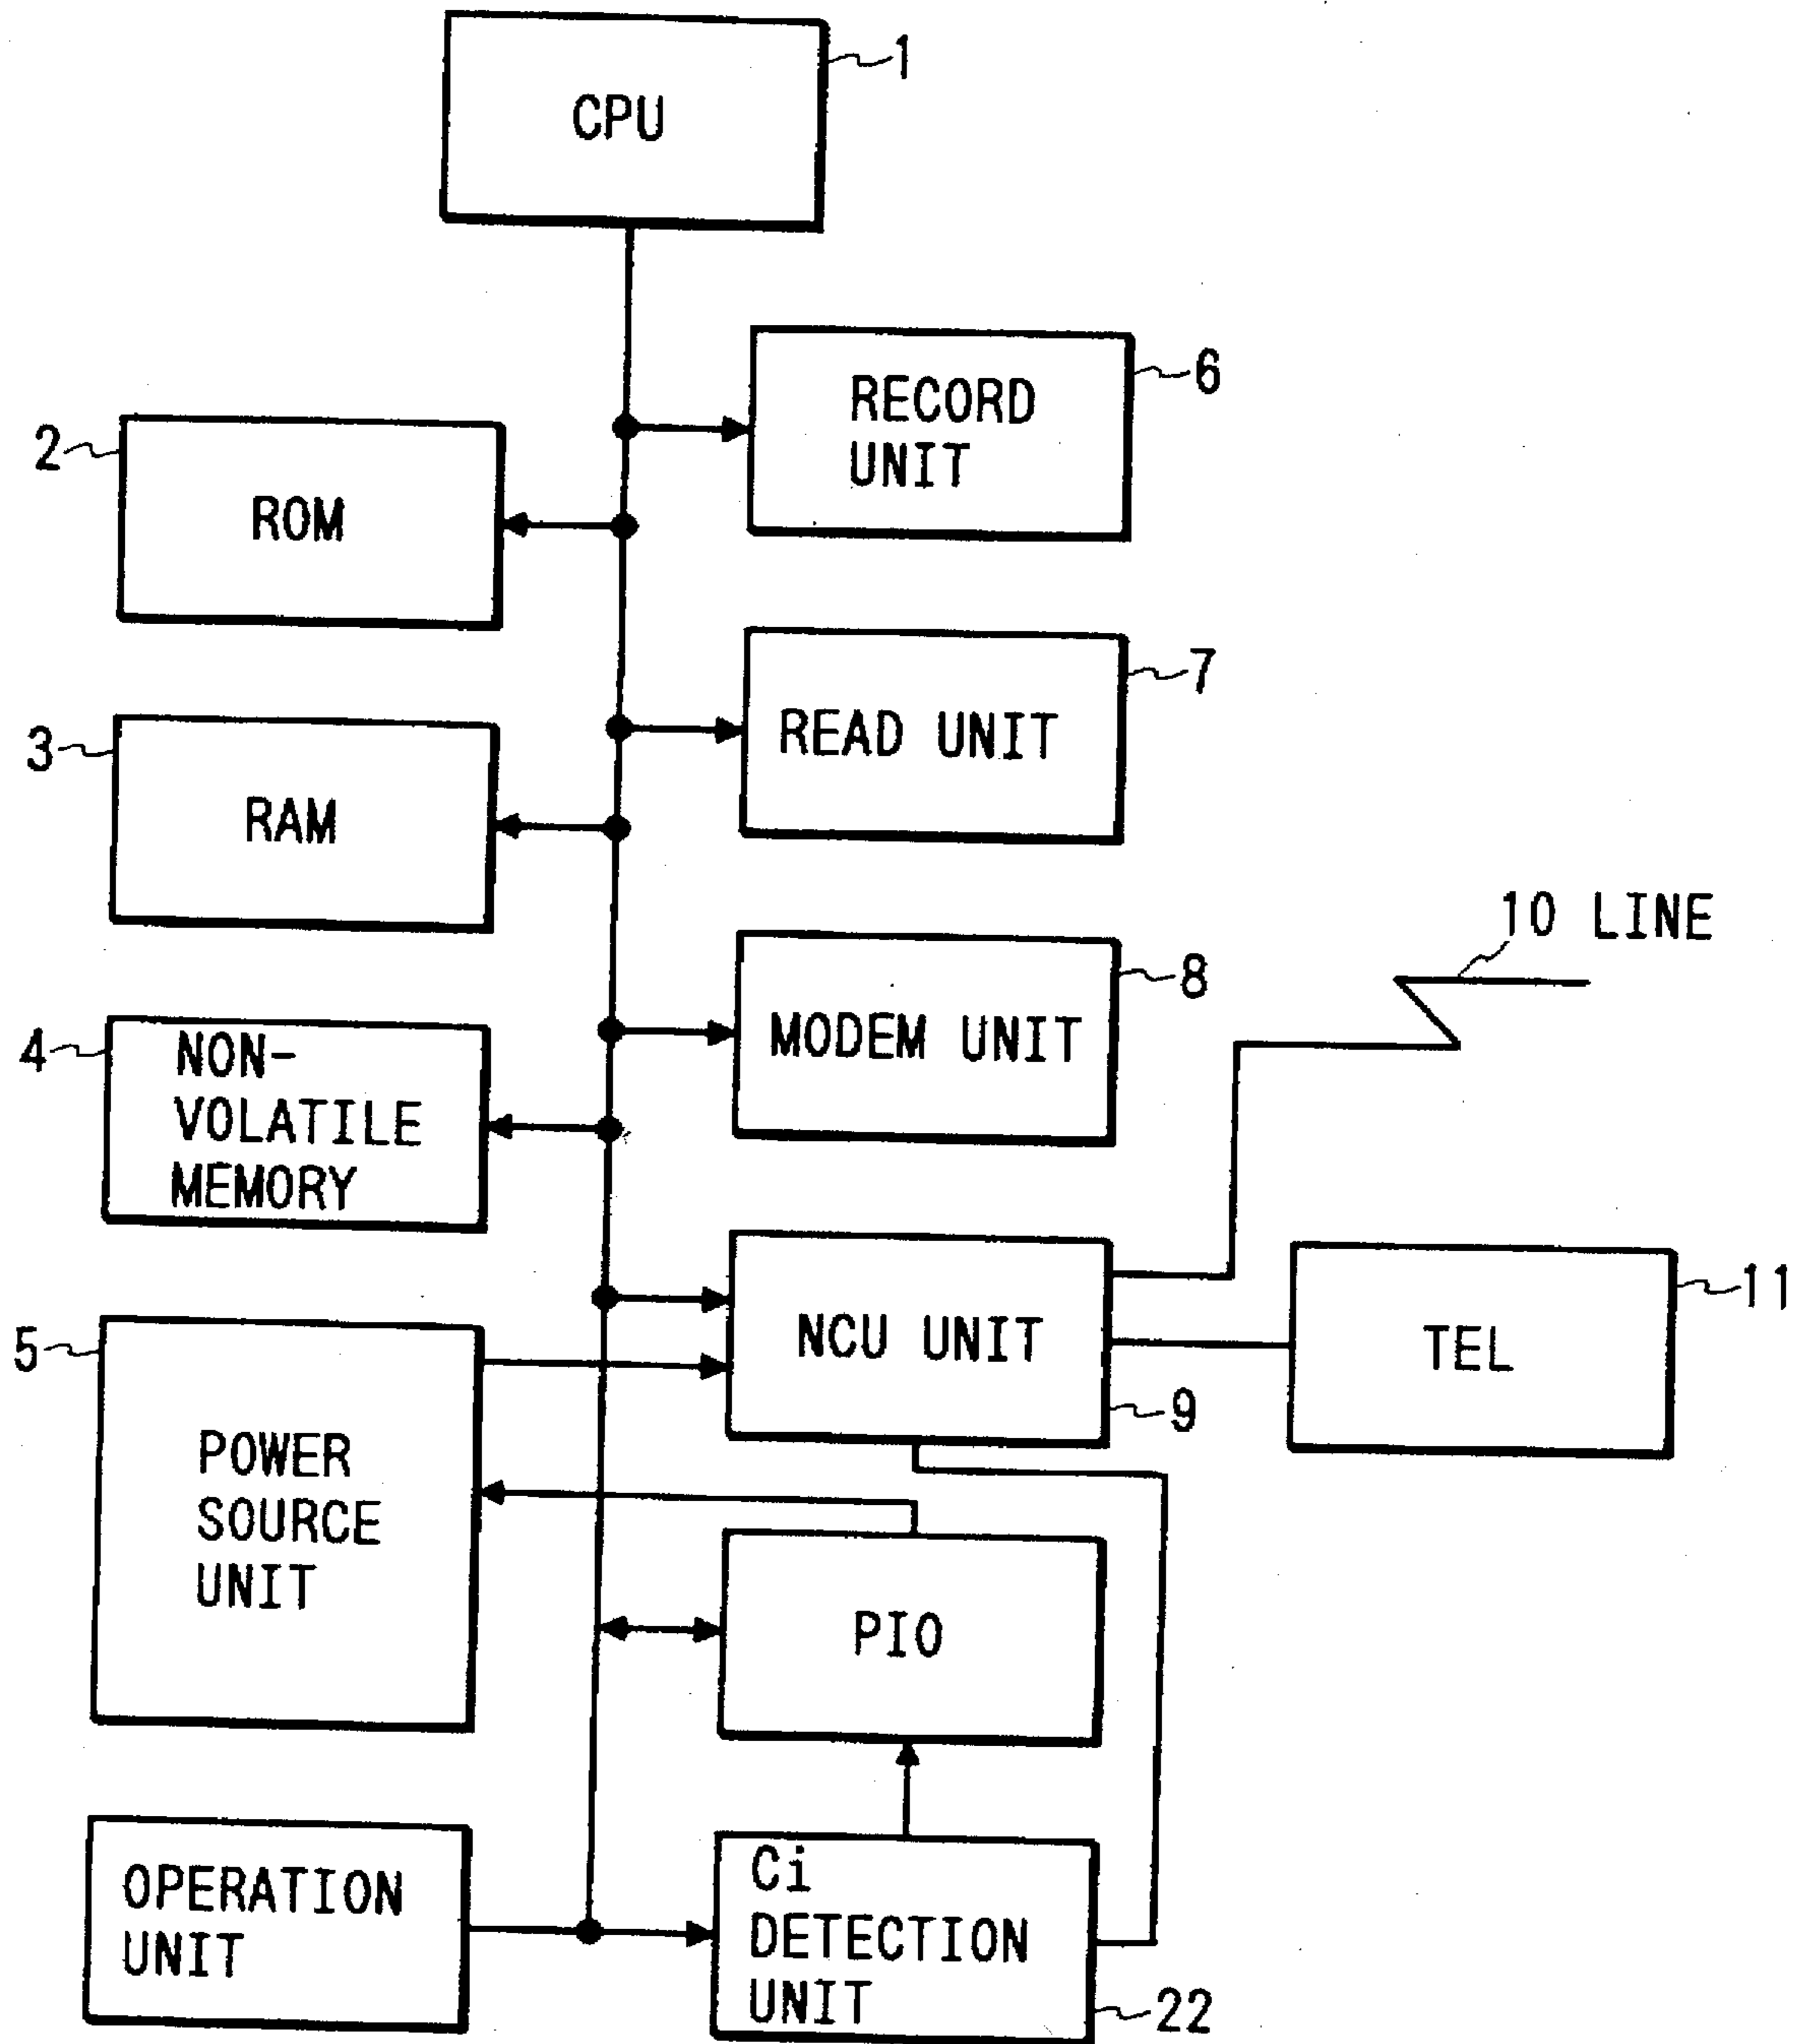 1
CPU
6
RECORD
UNIT
2
ROM
7
READ UNIT
3
RAM
10 LINE
8
MODEM UNIT
4
NON-
VOLATILE
MEMORY
11
NCU UNIT
TEL
5
9
POWER
SOURCE
UNIT
PIO
OPERATION
UNIT
Ci
DETECTION
UNIT
22